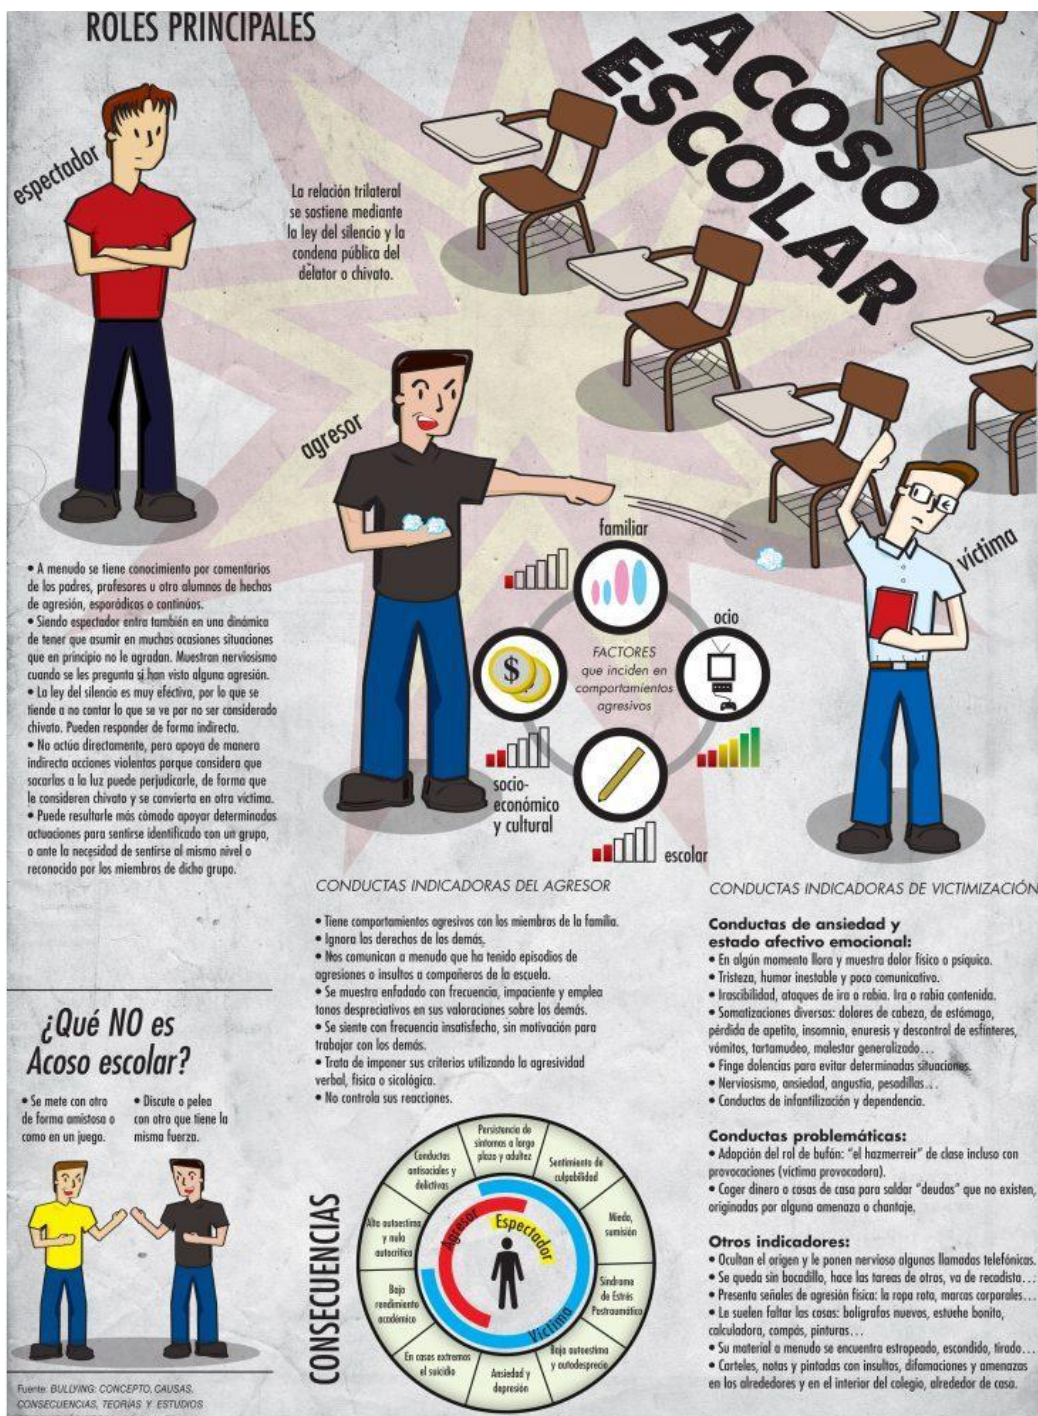 ROLES PRINCIPALES
ACOSO
ESCOLAR
espectador
La relación trilateral
se sostiene mediante
la ley del silencio y la
condena pública del
delator o chivato.
agresor
víctima
• A menudo se tiene conocimiento por comentarios
de los padres, profesores u otro alumnos de hechos
de agresión, esporádicos o continúos.
• Siendo espectador entra también en una dinámica
de tener que asumir en muchas ocasiones situaciones
que en principio no le agradan. Muestran nerviosismo
cuando se les pregunta si han visto alguna agresión.
• La ley del silencio es muy efectiva, por lo que se
tiende a no contar lo que se ve por no ser considerado
chivato. Pueden responder de forma indirecta.
• No actúa directamente, pero apoya de manera
indirecta acciones violentas porque considera que
sacarlas a la luz puede perjudicarle, de forma que
le consideren chivato y se convierta en otra víctima.
• Puede resultarle más cómodo apoyar determinadas
actuaciones para sentirse identificado con un grupo,
o ante la necesidad de sentirse al mismo nivel o
reconocido por los miembros de dicho grupo.
familiar
ocio
FACTORES
que inciden en
comportamientos
agresivos
$
socio-
económico
y cultural
escolar
CONDUCTAS INDICADORAS DEL AGRESOR
• Tiene comportamientos agresivos con los miembros de la familia.
• Ignora los derechos de los demás.
• Nos comunican a menudo que ha tenido episodios de
agresiones o insultos a compañeros de la escuela.
• Se muestra enfadado con frecuencia, impaciente y emplea
tonos despreciativos en sus valoraciones sobre los demás.
• Se siente con frecuencia insatisfecho, sin motivación para
trabajar con los demás.
• Trata de imponer sus criterios utilizando la agresividad
verbal, física o sicológica.
• No controla sus reacciones.
CONDUCTAS INDICADORAS DE VICTIMIZACIÓN
Conductas de ansiedad y
estado afectivo emocional:
• En algún momento llora y muestra dolor físico o psíquico.
• Tristeza, humor inestable y poco comunicativo.
• Irascibilidad, ataques de ira o rabia. Ira o rabia contenida.
• Somatizaciones diversas: dolores de cabeza, de estómago,
pérdida de apetito, insomnio, enuresis y descontrol de esfínteres,
vómitos, tartamudeo, malestar generalizado...
• Finge dolencias para evitar determinadas situaciones.
• Nerviosismo, ansiedad, angustia, pesadillas...
• Conductas de infantilización y dependencia.
Conductas problemáticas:
• Adopción del rol de bufón: "el hazmerreir" de clase incluso con
provocaciones (víctima provocadora).
• Coger dinero o cosas de casa para saldar "deudas" que no existen,
originadas por alguna amenaza o chantaje.
Otros indicadores:
• Ocultan el origen y le ponen nervioso algunas llamadas telefónicas.
• Se queda sin bocadillo, hace las tareas de otros, va de recadista...
• Presenta señales de agresión física: la ropa rota, marcas corporales...
• Le suelen faltar las cosas: bolígrafos nuevos, estuche bonito,
calculadora, compás, pinturas...
• Su material a menudo se encuentra estropeado, escondido, tirado...
• Carteles, notas y pintadas con insultos, difamaciones y amenazas
en los alrededores y en el interior del colegio, alrededor de casa.
¿Qué NO es
Acoso escolar?
• Se mete con otro
de forma amistosa o
como en un juego.
• Discute o pelea
con otro que tiene la
misma fuerza.
CONSECUENCIAS
Persistencia de
síntomas a largo
plazo y adultez
Sentimiento de
culpabilidad
Miedo,
sumisión
Síndrome
de Estrés
Postraumático
Baja autoestima
y autodesprecio
Ansiedad y
depresión
En casos extremos
el suicidio
Bajo
rendimiento
académico
Alta autoestima
y nula
autocrítica
Conductas
antisociales y
delictivas
Agresor
Espectador
Víctima
Fuente: BULLYING: CONCEPTO, CAUSAS,
CONSECUENCIAS, TEORÍAS Y ESTUDIOS